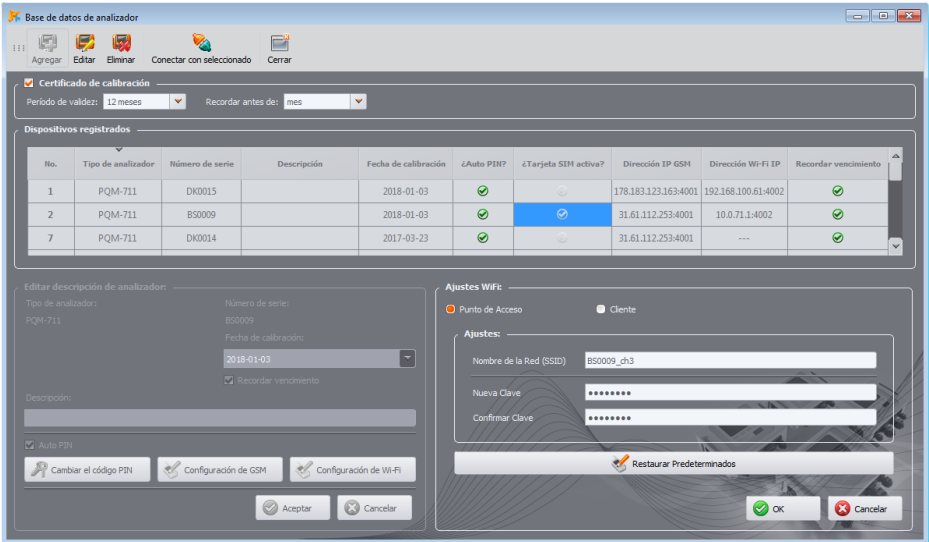 Base de datos de analizador
Agregar Editar Eliminar Conectar con seleccionado Cerrar
Certificado de calibración
Período de validez: 12 meses Recordar antes de: mes
Dispositivos registrados
No. Tipo de analizador Número de serie Descripción Fecha de calibración ¿Auto PIN? ¿Tarjeta SIM activa? Dirección IP GSM Dirección Wi-Fi IP Recordar vencimiento
1 PQM-711 DK0015 2018-01-03 178.183.123.163:4001 192.168.100.61:4002
2 PQM-711 BS0009 2018-01-03 31.61.112.253:4001 10.0.71.1:4002
7 PQM-711 DK0014 2017-03-23 31.61.112.253:4001 ---
Editar descripción de analizador:
Tipo de analizador: Número de serie:
PQM-711 BS0009
Fecha de calibración:
2018-01-03
Recordar vencimiento
Descripción:
Auto PIN
Cambiar el código PIN Configuración de GSM Configuración de Wi-Fi
Aceptar Cancelar
Ajustes WiFi:
Punto de Acceso Cliente
Ajustes:
Nombre de la Red (SSID) BS0009_ch3
Nueva Clave ••••••••
Confirmar Clave ••••••••
Restaurar Predeterminados
OK Cancelar